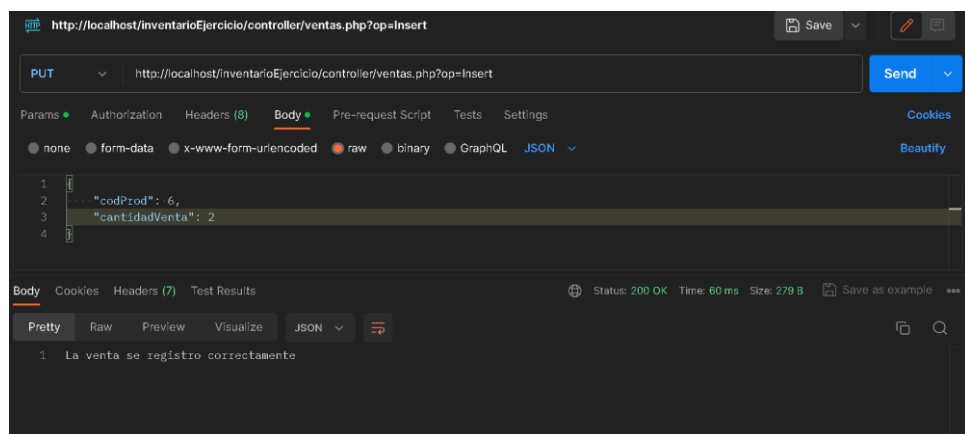 HTTP http://localhost/inventarioEjercicio/controller/ventas.php?op=Insert Save
PUT http://localhost/inventarioEjercicio/controller/ventas.php?op=Insert Send
Params Authorization Headers (8) Body Pre-request Script Tests Settings Cookies
none form-data x-www-form-urlencoded raw binary GraphQL JSON Beautify
1 {
2 ····"codProd":·6,
3 "cantidadVenta": 2
4 }
Body Cookies Headers (7) Test Results Status: 200 OK Time: 60 ms Size: 279 B Save as example
Pretty Raw Preview Visualize JSON
1 La venta se registro correctamente